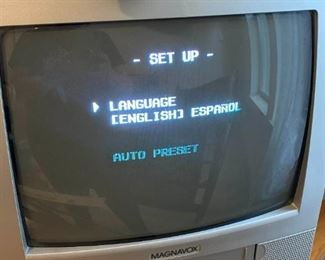 - SET UP -
▶ LANGUAGE
[ENGLISH] ESPAÑOL
AUTO PRESET
MAGNAVOX